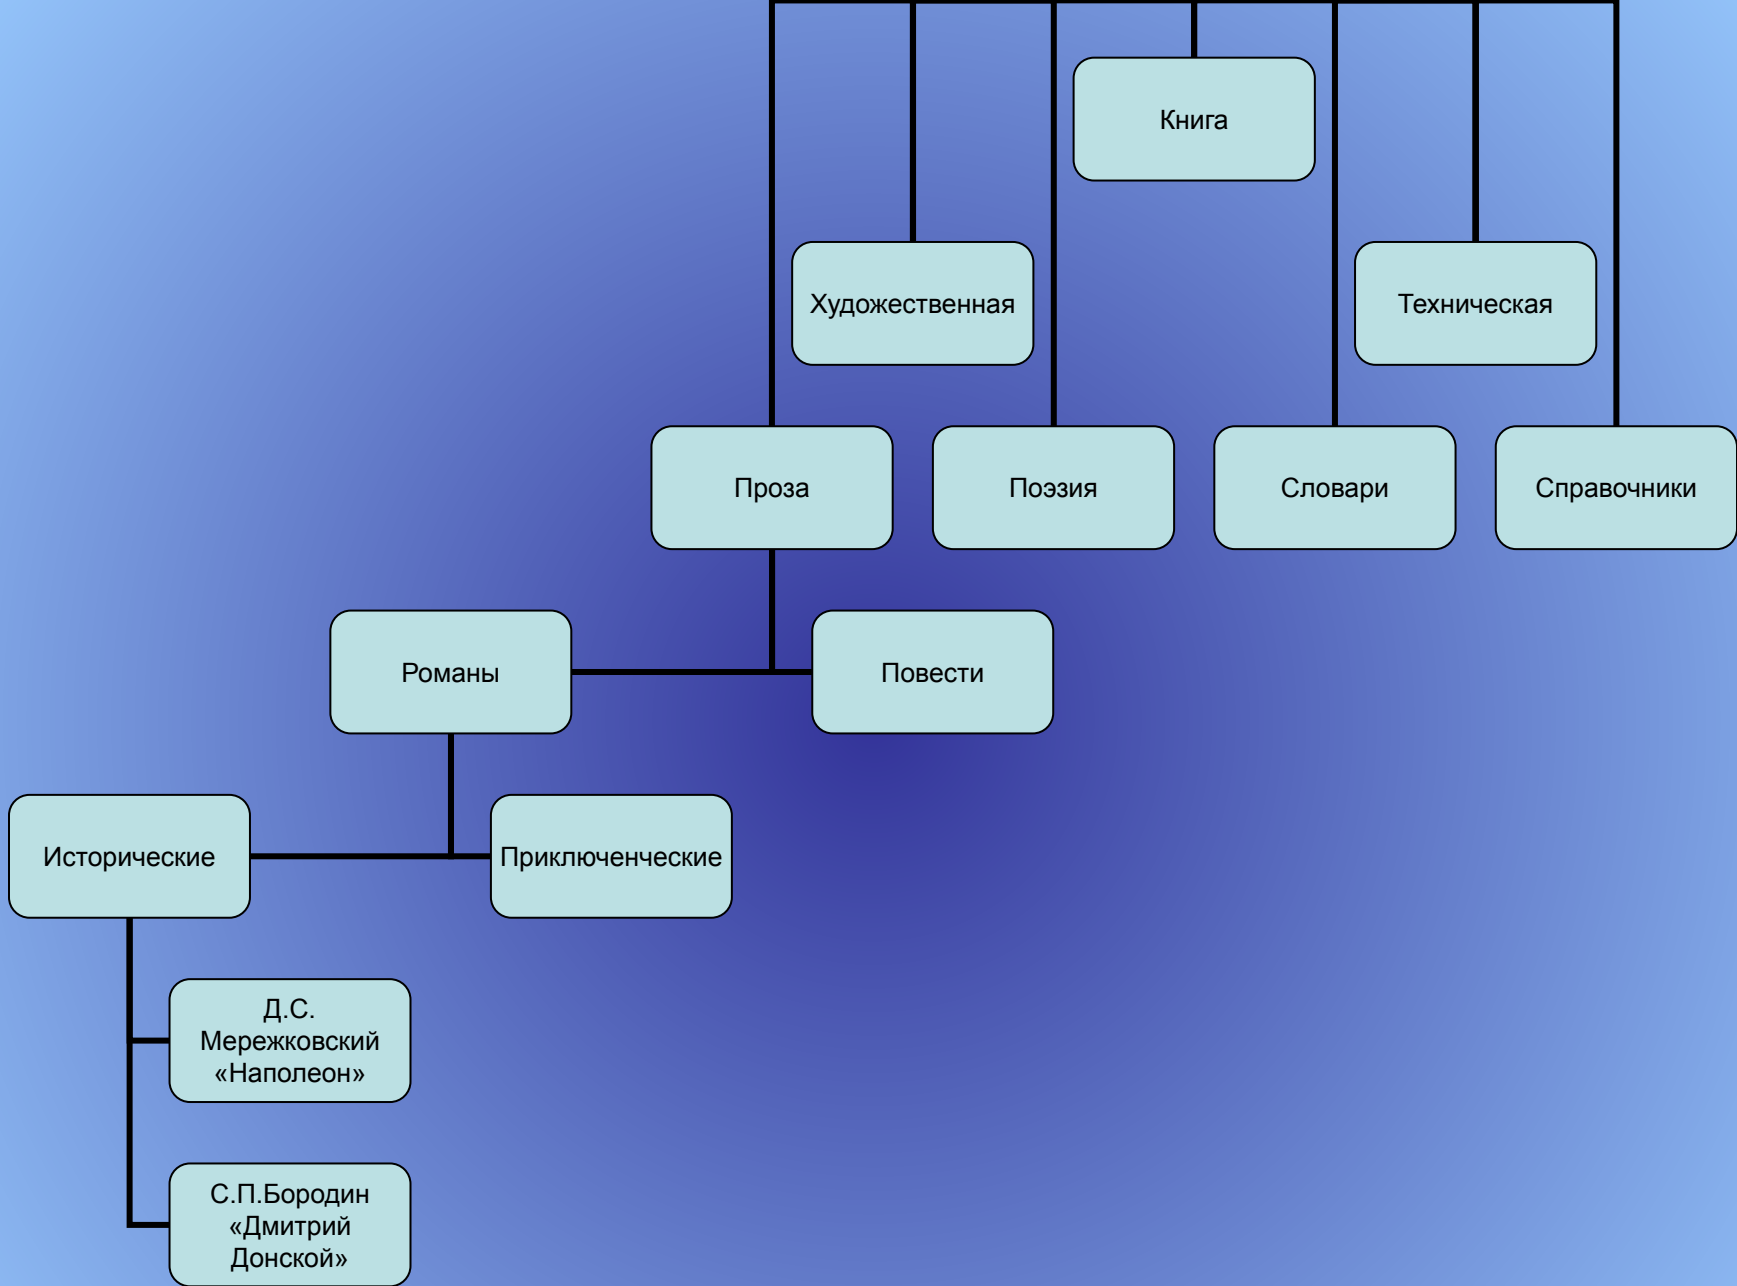 Книга
Художественная
Техническая
Проза
Поэзия
Словари
Справочники
Романы
Повести
Исторические
Приключенческие
Д.С.
Мережковский
«Наполеон»
С.П.Бородин
«Дмитрий
Донской»